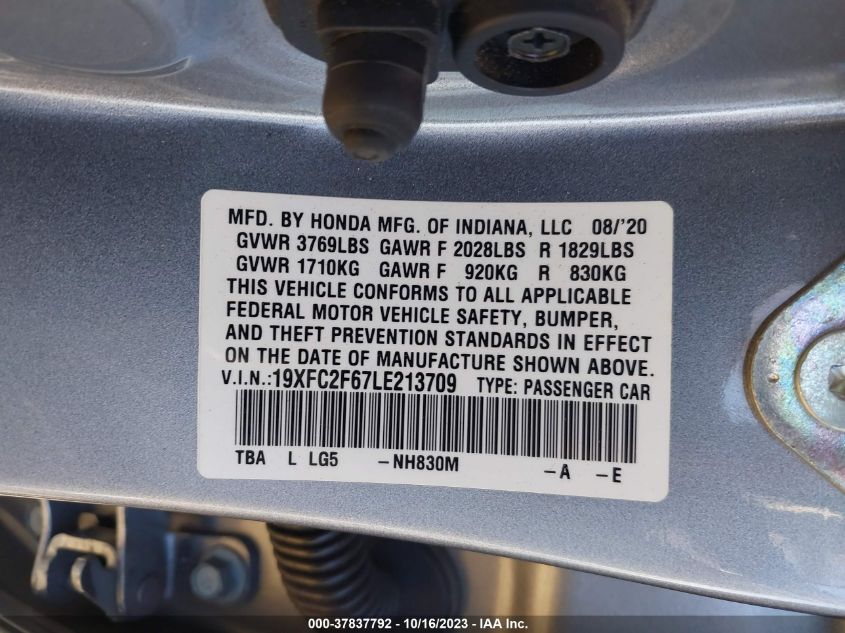 MFD. BY HONDA MFG. OF INDIANA, LLC 08/'20
GVWR 3769LBS GAWR F 2028LBS R 1829LBS
GVWR 1710KG GAWR F 920KG R 830KG
THIS VEHICLE CONFORMS TO ALL APPLICABLE
FEDERAL MOTOR VEHICLE SAFETY, BUMPER,
AND THEFT PREVENTION STANDARDS IN EFFECT
ON THE DATE OF MANUFACTURE SHOWN ABOVE.
V.I.N.:19XFC2F67LE213709 TYPE: PASSENGER CAR
TBA L LG5 -NH830M -A -E
000-37837792 - 10/16/2023 - IAA Inc.